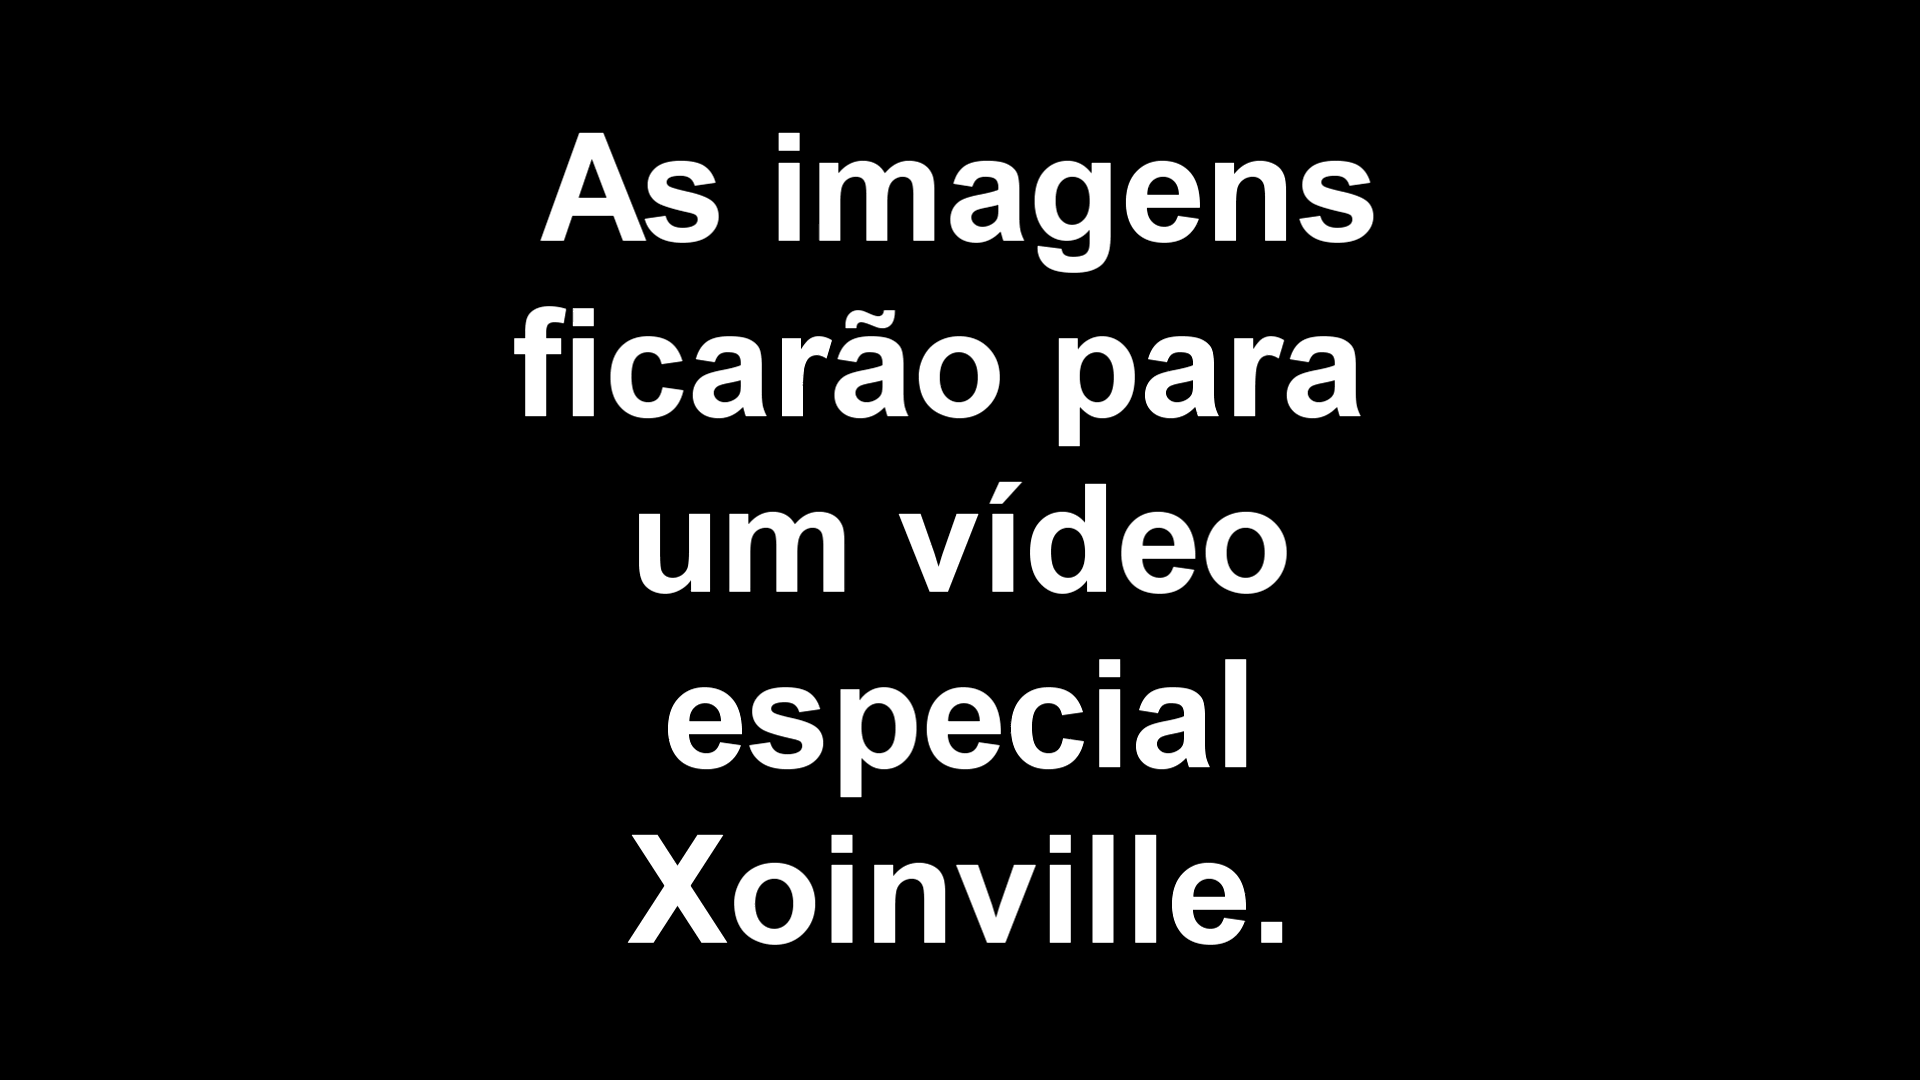 As imagens
ficarão para
um vídeo
especial
Xoinville.